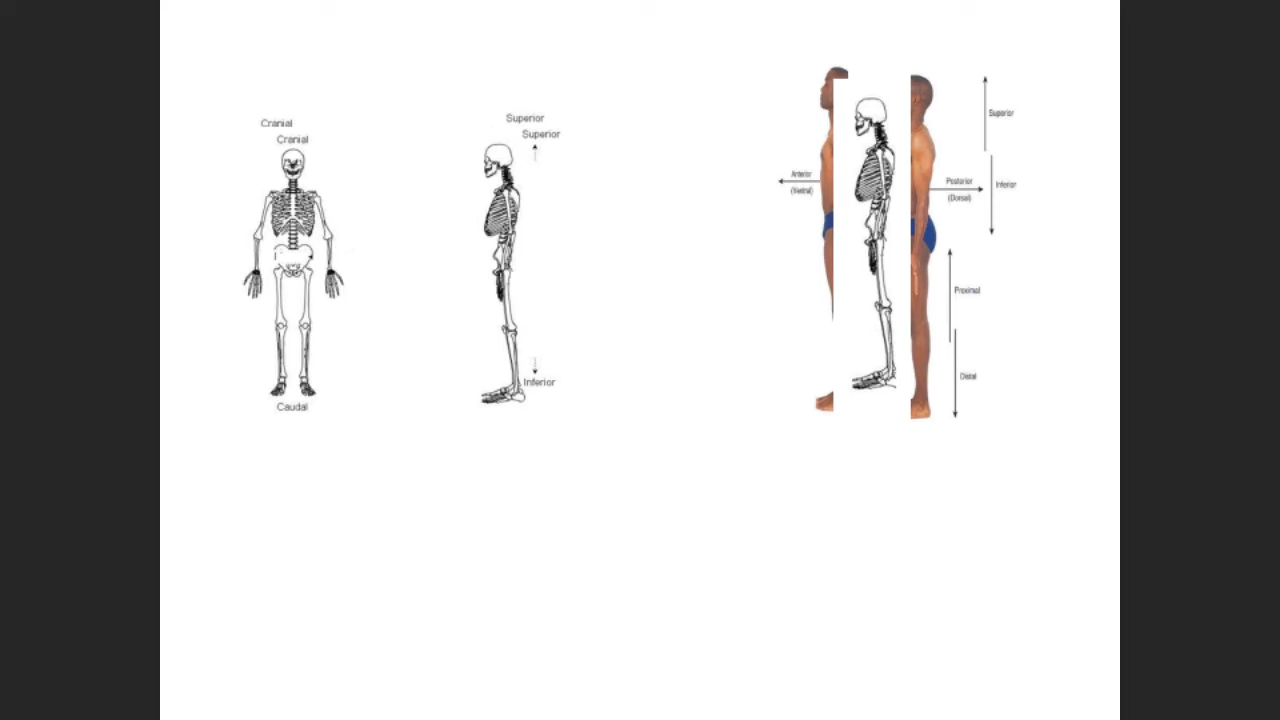 Cranial
Cranial
Caudal
Superior
Superior
Inferior
Anterior
(Ventral)
Posterior
(Dorsal)
Superior
Inferior
Proximal
Distal